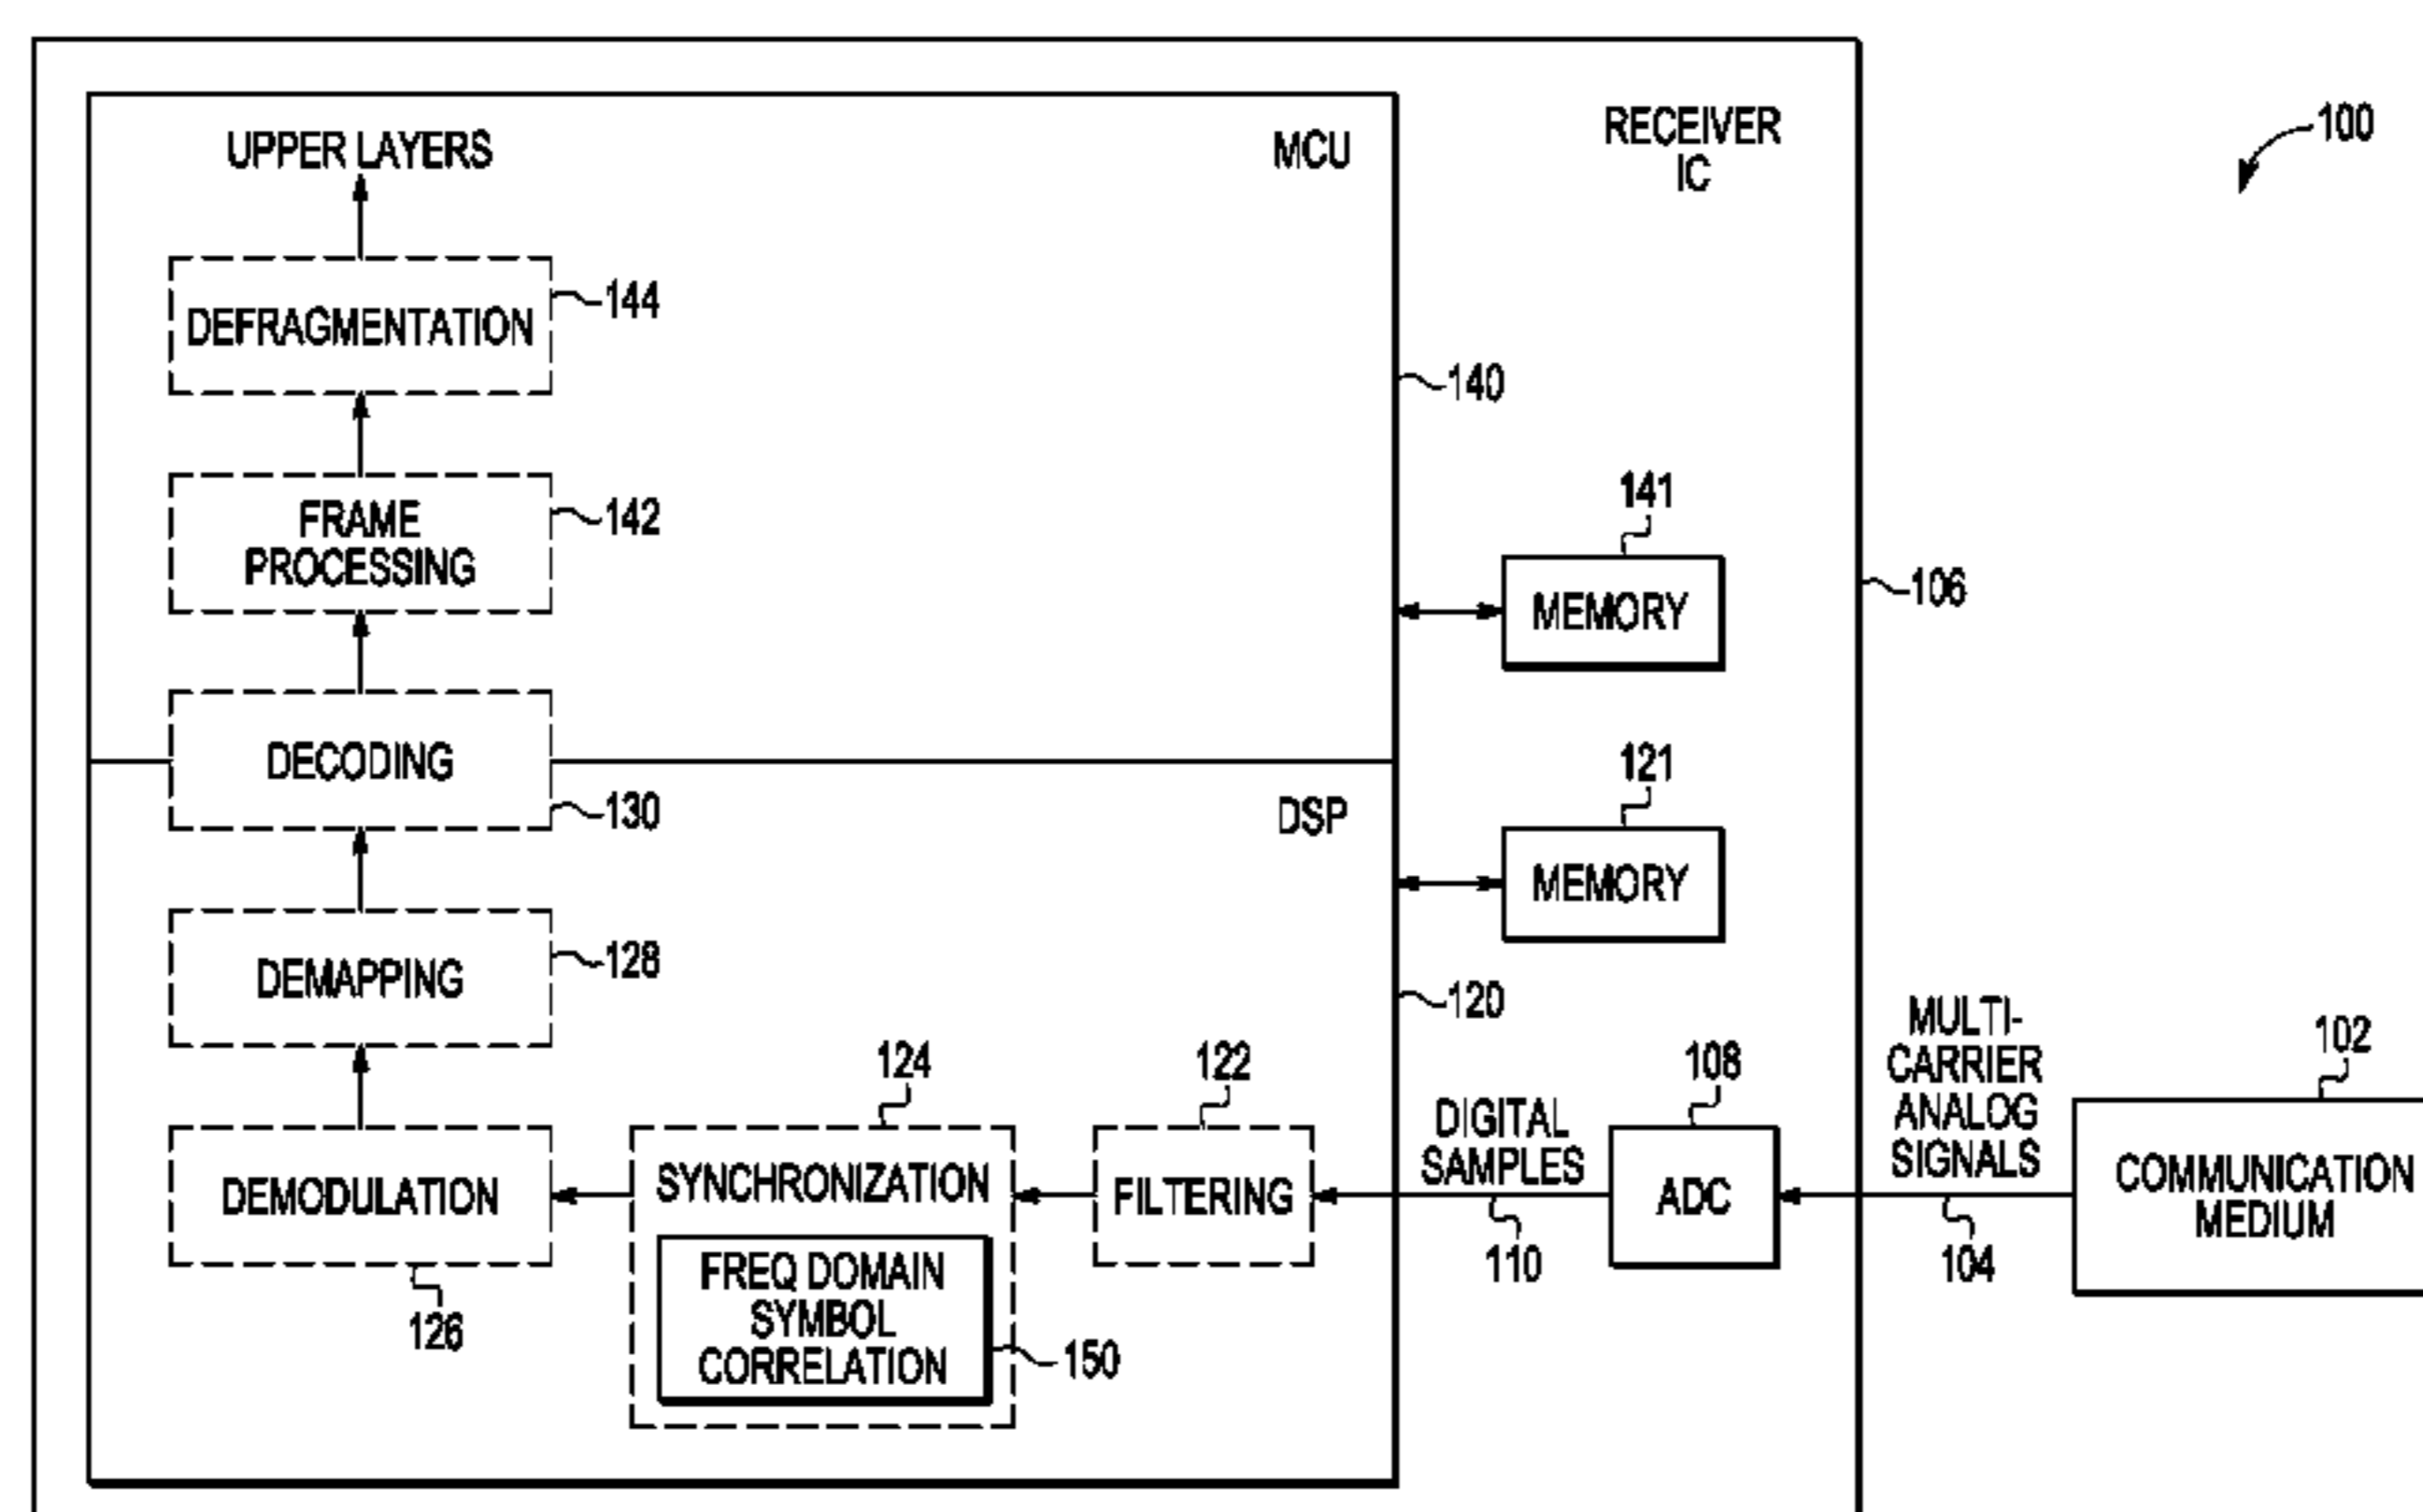 UPPER LAYERS
MCU
RECEIVER
IC
100
DEFRAGMENTATION
144
140
FRAME
PROCESSING
142
141
MEMORY
106
DECODING
130
DSP
121
MEMORY
DEMAPPING
128
120
DEMODULATION
126
124
SYNCHRONIZATION
FREQ DOMAIN
SYMBOL
CORRELATION
150
122
FILTERING
DIGITAL
SAMPLES
110
108
ADC
MULTI-
CARRIER
ANALOG
SIGNALS
104
102
COMMUNICATION
MEDIUM